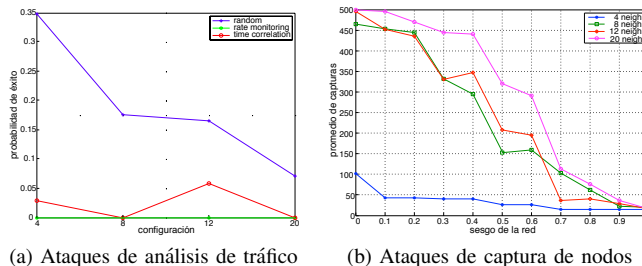 0.35
0.3
0.25
0.2
0.15
0.1
0.05
0
probabilidad de éxito
4
8
12
20
configuración
random
rate monitoring
time correlation
(a) Ataques de análisis de tráfico
500
450
400
350
300
250
200
150
100
50
0
promedio de capturas
0
0.1
0.2
0.3
0.4
0.5
0.6
0.7
0.8
0.9
sesgo de la red
4 neigh
8 neigh
12 neigh
20 neigh
(b) Ataques de captura de nodos